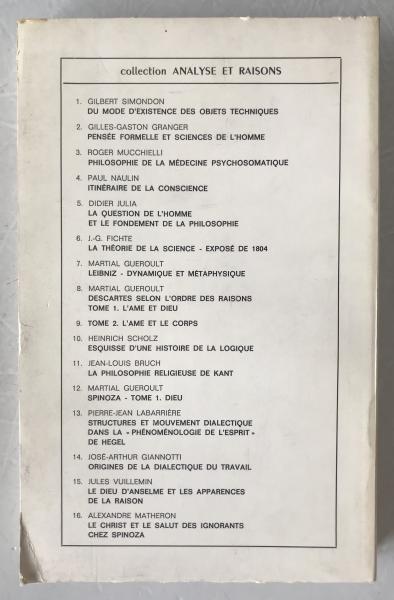 collection ANALYSE ET RAISONS
1. GILBERT SIMONDON
DU MODE D'EXISTENCE DES OBJETS TECHNIQUES
2. GILLES-GASTON GRANGER
PENSÉE FORMELLE ET SCIENCES DE L'HOMME
3. ROGER MUCCHIELLI
PHILOSOPHIE DE LA MÉDECINE PSYCHOSOMATIQUE
4. PAUL NAULIN
ITINÉRAIRE DE LA CONSCIENCE
5. DIDIER JULIA
LA QUESTION DE L'HOMME
ET LE FONDEMENT DE LA PHILOSOPHIE
6. J.-G. FICHTE
LA THÉORIE DE LA SCIENCE - EXPOSÉ DE 1804
7. MARTIAL GUEROULT
LEIBNIZ - DYNAMIQUE ET MÉTAPHYSIQUE
8. MARTIAL GUEROULT
DESCARTES SELON L'ORDRE DES RAISONS
TOME 1. L'AME ET DIEU
9. TOME 2. L'AME ET LE CORPS
10. HEINRICH SCHOLZ
ESQUISSE D'UNE HISTOIRE DE LA LOGIQUE
11. JEAN-LOUIS BRUCH
LA PHILOSOPHIE RELIGIEUSE DE KANT
12. MARTIAL GUEROULT
SPINOZA - TOME 1. DIEU
13. PIERRE-JEAN LABARRIÈRE
STRUCTURES ET MOUVEMENT DIALECTIQUE
DANS LA « PHÉNOMÉNOLOGIE DE L'ESPRIT »
DE HEGEL
14. JOSÉ-ARTHUR GIANNOTTI
ORIGINES DE LA DIALECTIQUE DU TRAVAIL
15. JULES VUILLEMIN
LE DIEU D'ANSELME ET LES APPARENCES
DE LA RAISON
16. ALEXANDRE MATHERON
LE CHRIST ET LE SALUT DES IGNORANTS
CHEZ SPINOZA